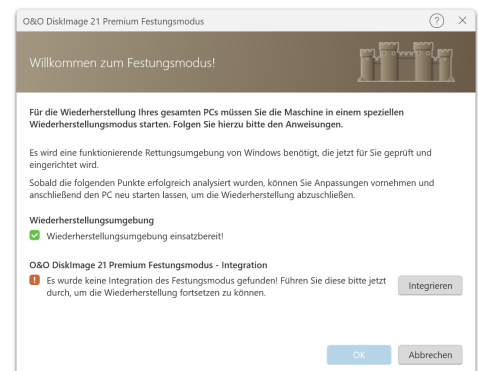 O&O DiskImage 21 Premium Festungsmodus
Willkommen zum Festungsmodus!
Für die Wiederherstellung Ihres gesamten PCs müssen Sie die Maschine in einem speziellen
Wiederherstellungsmodus starten. Folgen Sie hierzu bitte den Anweisungen.
Es wird eine funktionierende Rettungsumgebung von Windows benötigt, die jetzt für Sie geprüft und
eingerichtet wird.
Sobald die folgenden Punkte erfolgreich analysiert wurden, können Sie Anpassungen vornehmen und
anschließend den PC neu starten lassen, um die Wiederherstellung abzuschließen.
Wiederherstellungsumgebung
Wiederherstellungsumgebung einsatzbereit!
O&O DiskImage 21 Premium Festungsmodus - Integration
Es wurde keine Integration des Festungsmodus gefunden! Führen Sie diese bitte jetzt
durch, um die Wiederherstellung fortsetzen zu können.
Integrieren
OK
Abbrechen